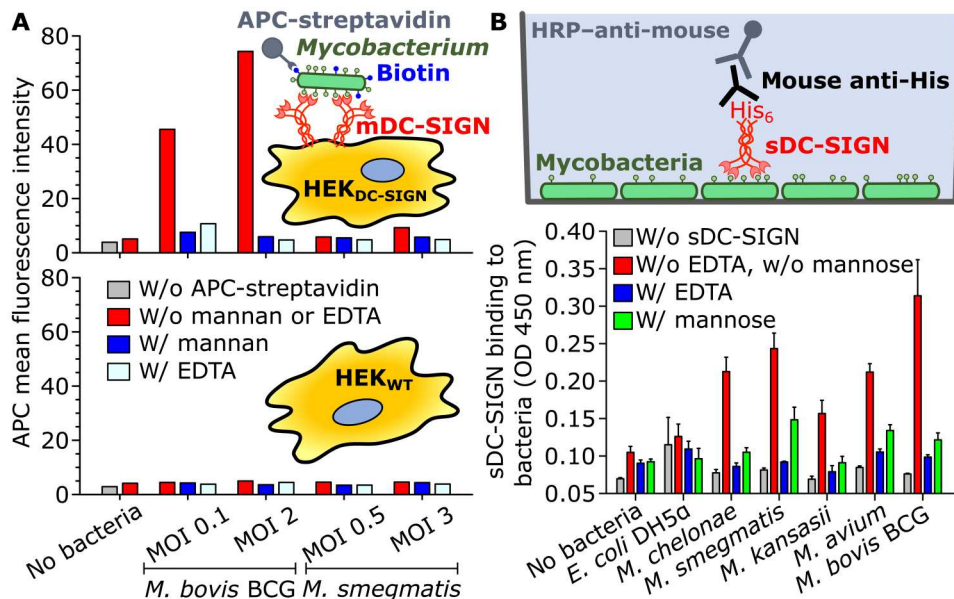 A
80
60
40
20
0
APC mean fluorescence intensity
APC-streptavidin
Mycobacterium
Biotin
mDC-SIGN
HEKDC-SIGN
80
60
40
20
0
W/o APC-streptavidin
W/o mannan or EDTA
W/ mannan
W/ EDTA
HEKWT
No bacteria
MOI 0.1
MOI 2
MOI 0.5
MOI 3
M. bovis BCG
M. smegmatis
B
HRP–anti-mouse
Mouse anti-His
His6
sDC-SIGN
Mycobacteria
sDC-SIGN binding to
bacteria (OD 450 nm)
0.40
0.35
0.30
0.25
0.20
0.15
0.10
0.05
W/o sDC-SIGN
W/o EDTA, w/o mannose
W/ EDTA
W/ mannose
No bacteria
E. coli DH5α
M. chelonae
M. smegmatis
M. kansasii
M. avium
M. bovis BCG